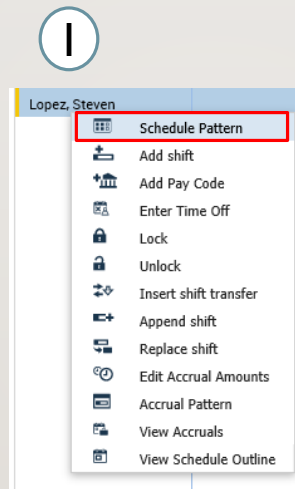 1
Lopez, Steven
Schedule Pattern
Add shift
Add Pay Code
Enter Time Off
Lock
Unlock
Insert shift transfer
Append shift
Replace shift
Edit Accrual Amounts
Accrual Pattern
View Accruals
View Schedule Outline